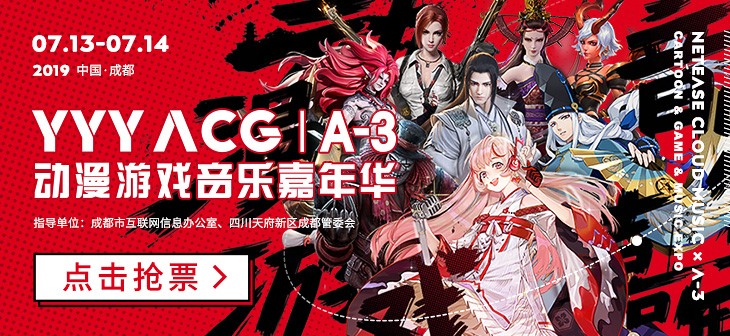 07.13-07.14
2019 中国·成都
YYY ACG | A-3
动漫游戏音乐嘉年华
指导单位：成都市互联网信息办公室、四川天府新区成都管委会
点击抢票 >
NETEASE CLOUD MUSIC × A-3
CARTOON & GAME & MUSIC EXPO